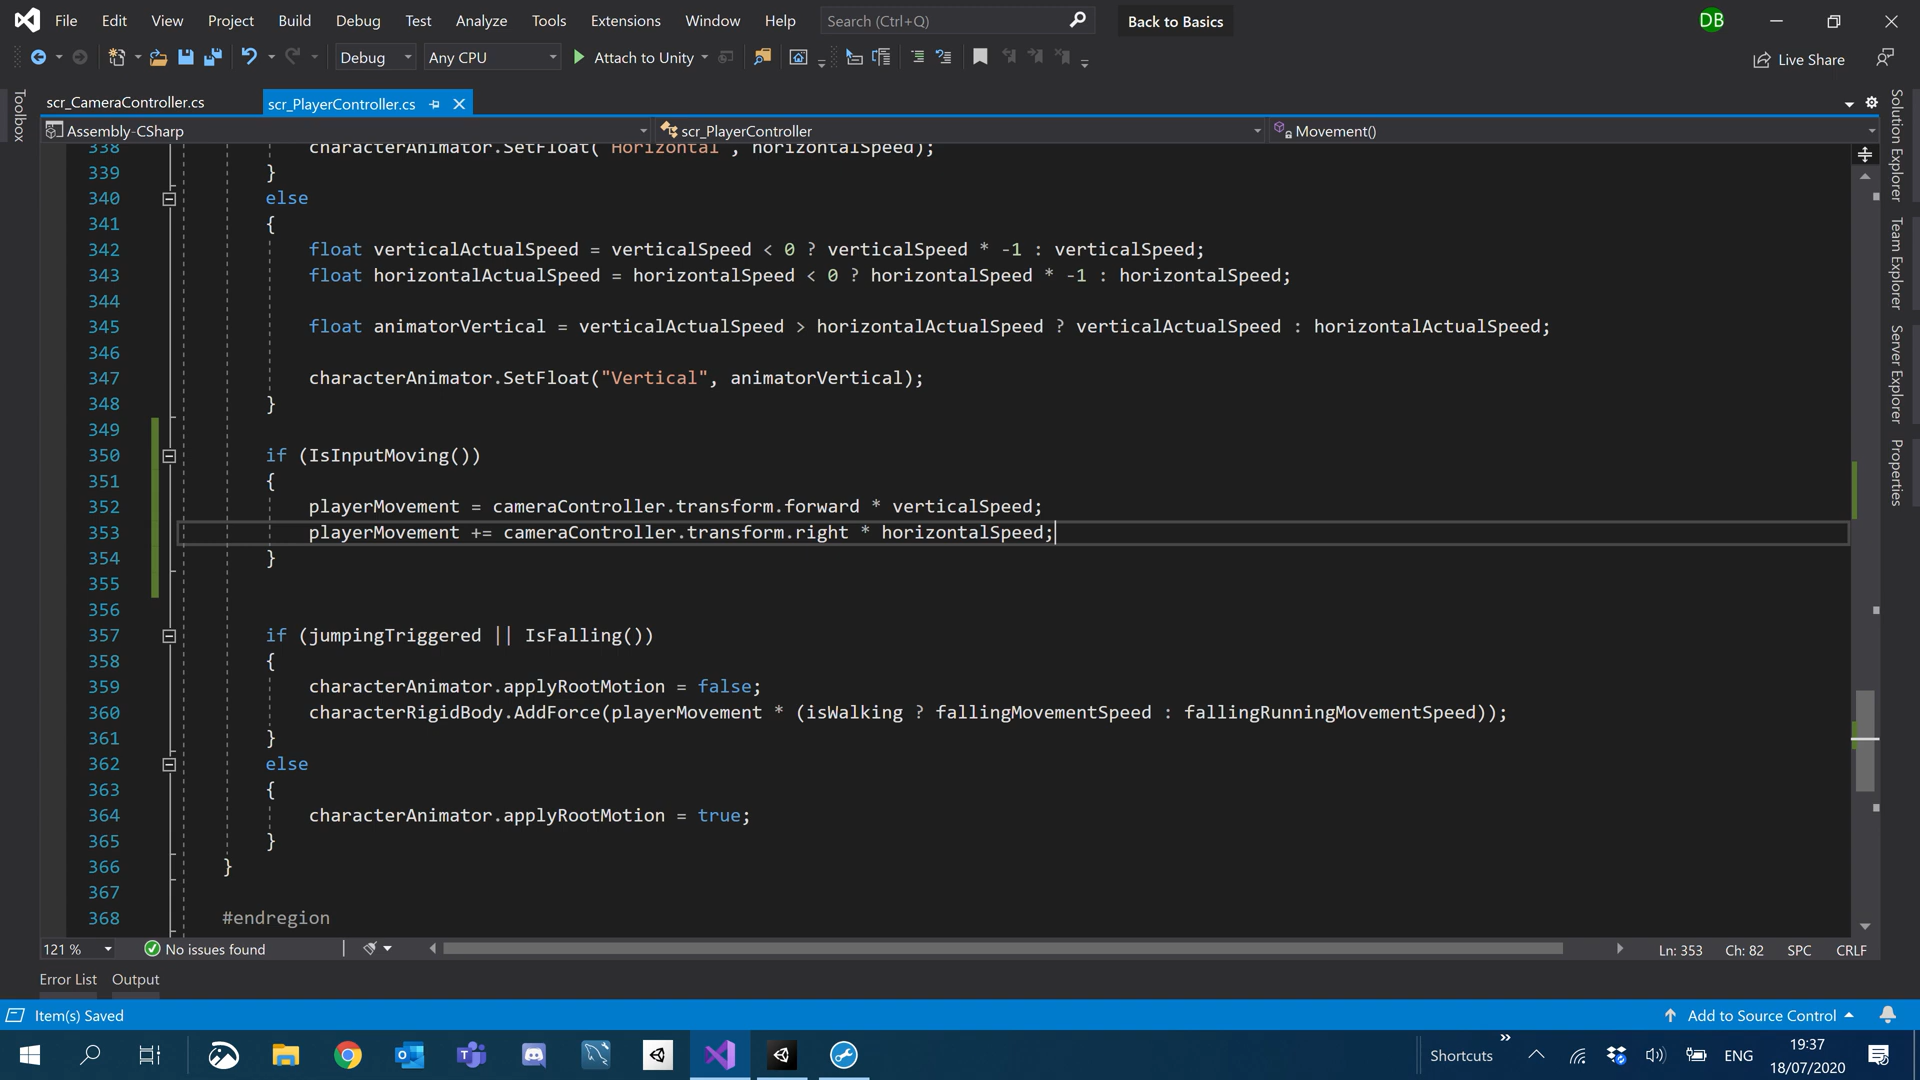 File Edit View Project Build Debug Test Analyze Tools Extensions Window Help Search (Ctrl+Q) Back to Basics DB
Debug Any CPU Attach to Unity Live Share
scr_CameraController.cs scr_PlayerController.cs
Assembly-CSharp scr_PlayerController Movement()
338 characterAnimator.SetFloat("Horizontal", horizontalSpeed);
339 }
340 else
341 {
342 float verticalActualSpeed = verticalSpeed < 0 ? verticalSpeed * -1 : verticalSpeed;
343 float horizontalActualSpeed = horizontalSpeed < 0 ? horizontalSpeed * -1 : horizontalSpeed;
344
345 float animatorVertical = verticalActualSpeed > horizontalActualSpeed ? verticalActualSpeed : horizontalActualSpeed;
346
347 characterAnimator.SetFloat("Vertical", animatorVertical);
348 }
349
350 if (IsInputMoving())
351 {
352 playerMovement = cameraController.transform.forward * verticalSpeed;
353 playerMovement += cameraController.transform.right * horizontalSpeed;
354 }
355
356
357 if (jumpingTriggered || IsFalling())
358 {
359 characterAnimator.applyRootMotion = false;
360 characterRigidBody.AddForce(playerMovement * (isWalking ? fallingMovementSpeed : fallingRunningMovementSpeed));
361 }
362 else
363 {
364 characterAnimator.applyRootMotion = true;
365 }
366 }
367
368 #endregion
Toolbox
Solution Explorer
Team Explorer
Server Explorer
Properties
121 % No issues found Ln: 353 Ch: 82 SPC CRLF
Error List Output
Item(s) Saved Add to Source Control
Shortcuts ENG 19:37
18/07/2020